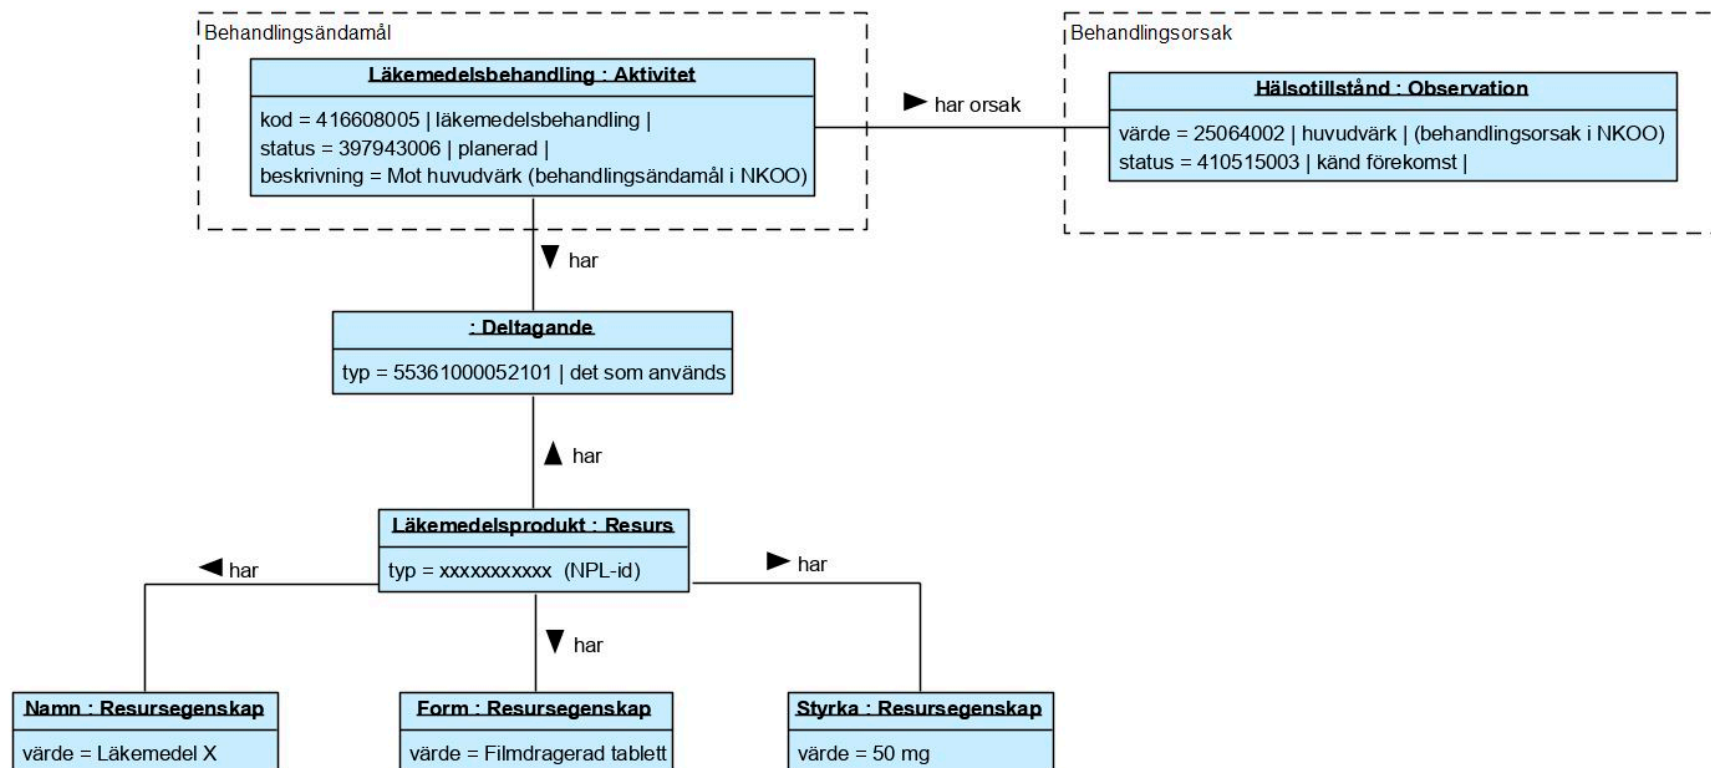 Behandlingsändamål
Läkemedelsbehandling : Aktivitet
kod = 416608005 | läkemedelsbehandling |
status = 397943006 | planerad |
beskrivning = Mot huvudvärk (behandlingsändamål i NKOO)
har orsak
Behandlingsorsak
Hälsotillstånd : Observation
värde = 25064002 | huvudvärk | (behandlingsorsak i NKOO)
status = 410515003 | känd förekomst |
har
: Deltagande
typ = 55361000052101 | det som används
har
Läkemedelsprodukt : Resurs
typ = xxxxxxxxxxx (NPL-id)
har
har
har
Namn : Resursegenskap
värde = Läkemedel X
Form : Resursegenskap
värde = Filmdragerad tablett
Styrka : Resursegenskap
värde = 50 mg